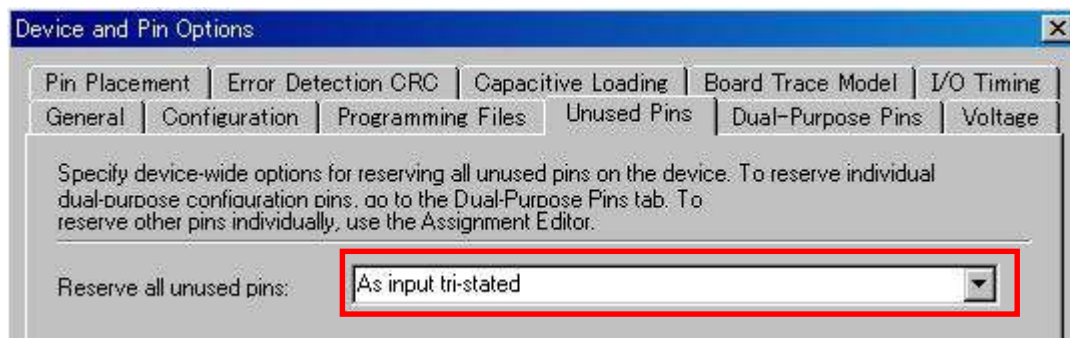 Device and Pin Options
Pin Placement Error Detection CRC Capacitive Loading Board Trace Model I/O Timing
General Configuration Programming Files Unused Pins Dual-Purpose Pins Voltage
Specify device-wide options for reserving all unused pins on the device. To reserve individual
dual-purpose configuration pins, go to the Dual-Purpose Pins tab. To
reserve other pins individually, use the Assignment Editor.
Reserve all unused pins: As input tri-stated